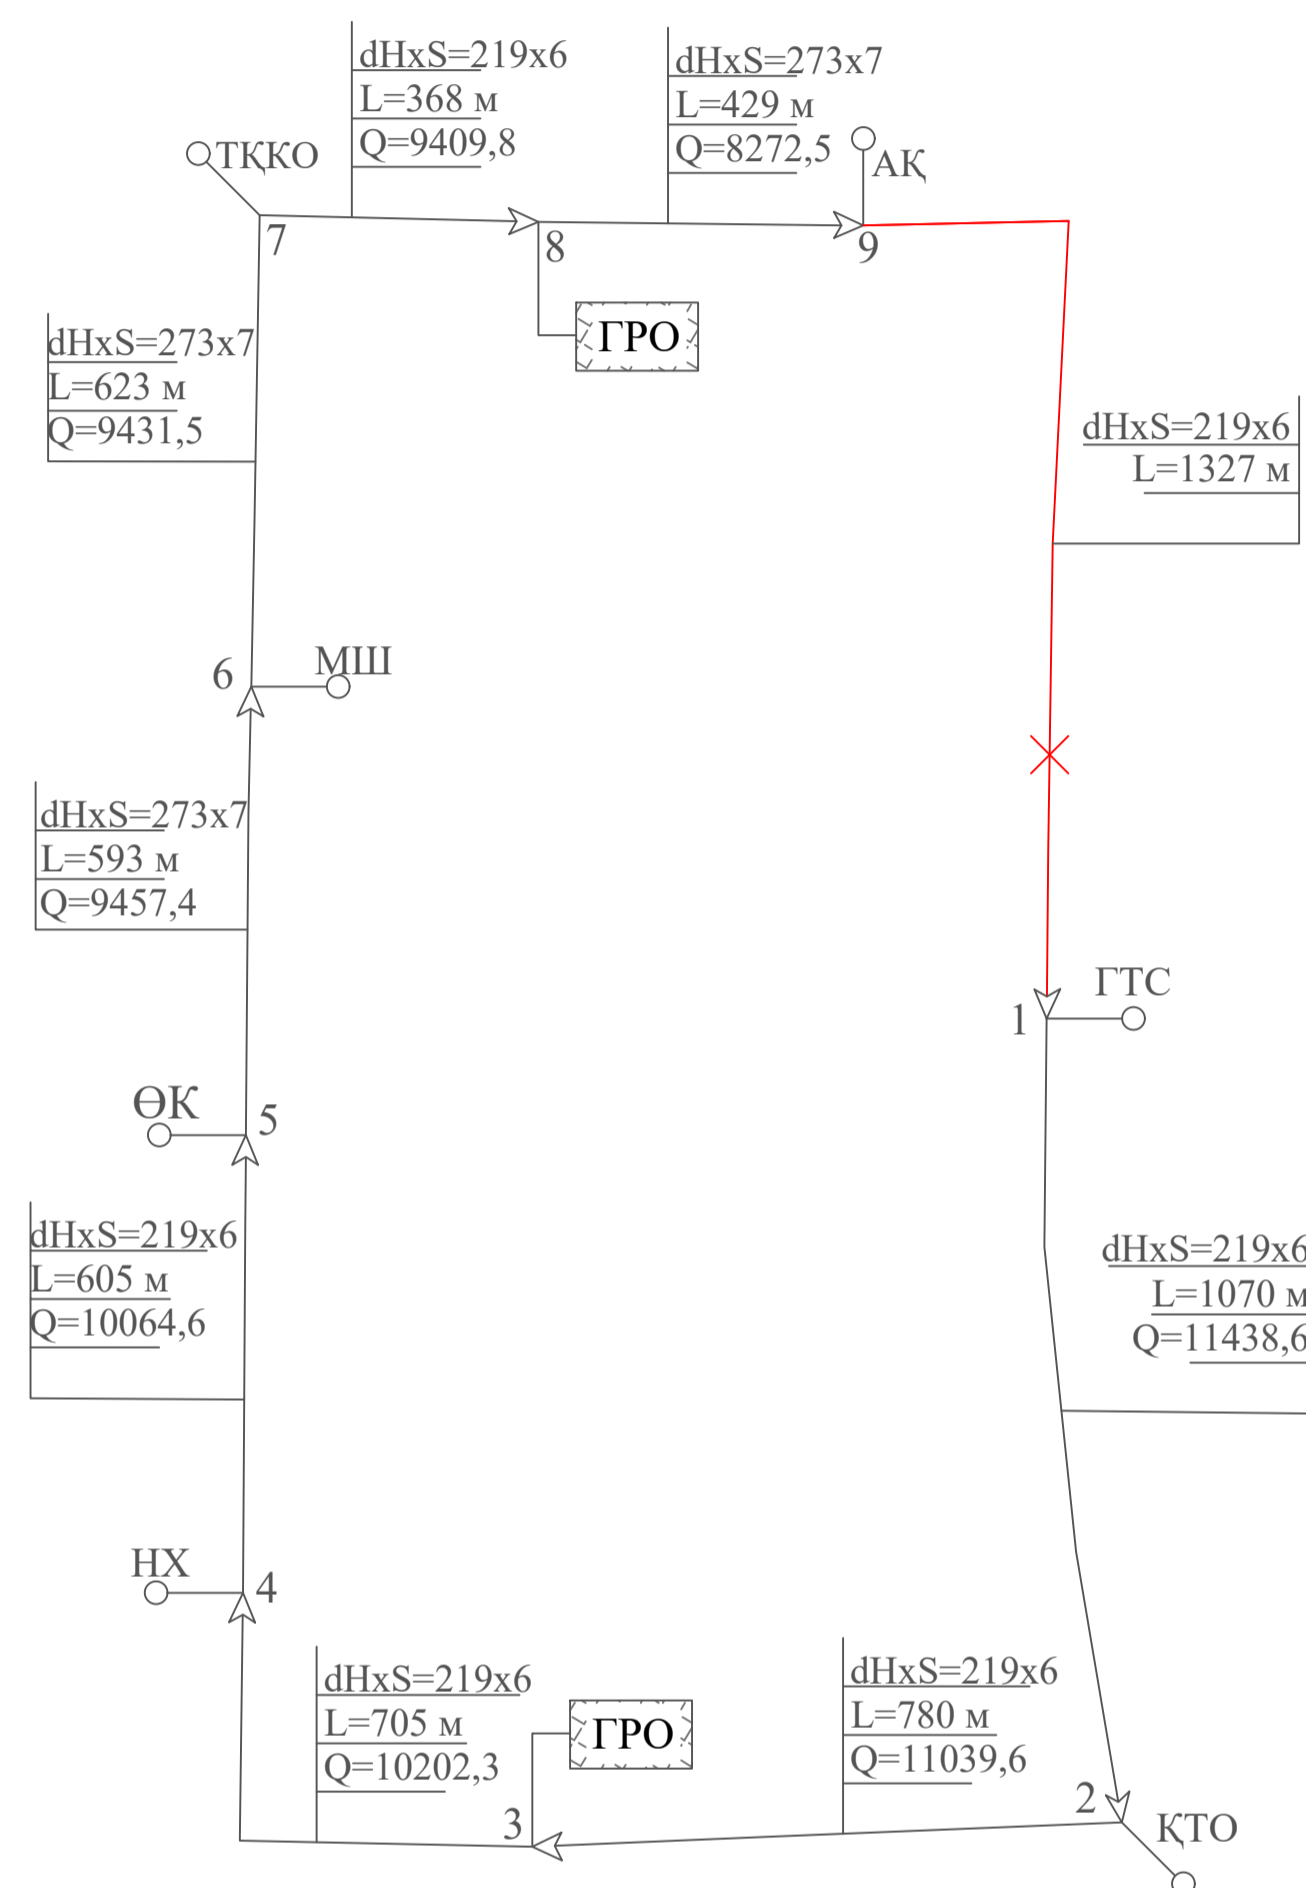 dHxS=219x6
L=368 м
Q=9409,8
dHxS=273x7
L=429 м
Q=8272,5
ТҚКО
АҚ
7
8
9
ГРО
dHxS=273x7
L=623 м
Q=9431,5
dHxS=219x6
L=1327 м
6
МШ
dHxS=273x7
L=593 м
Q=9457,4
ГТС
1
ӨК
5
dHxS=219x6
L=605 м
Q=10064,6
dHxS=219x6
L=1070 м
Q=11438,6
НХ
4
dHxS=219x6
L=705 м
Q=10202,3
ГРО
dHxS=219x6
L=780 м
Q=11039,6
3
2
ҚТО